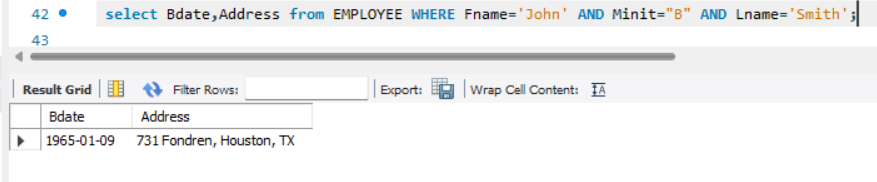 42 select Bdate,Address from EMPLOYEE WHERE Fname='John' AND Minit="B" AND Lname='Smith';
43
Result Grid Filter Rows: Export: Wrap Cell Content: IA
Bdate Address
1965-01-09 731 Fondren, Houston, TX